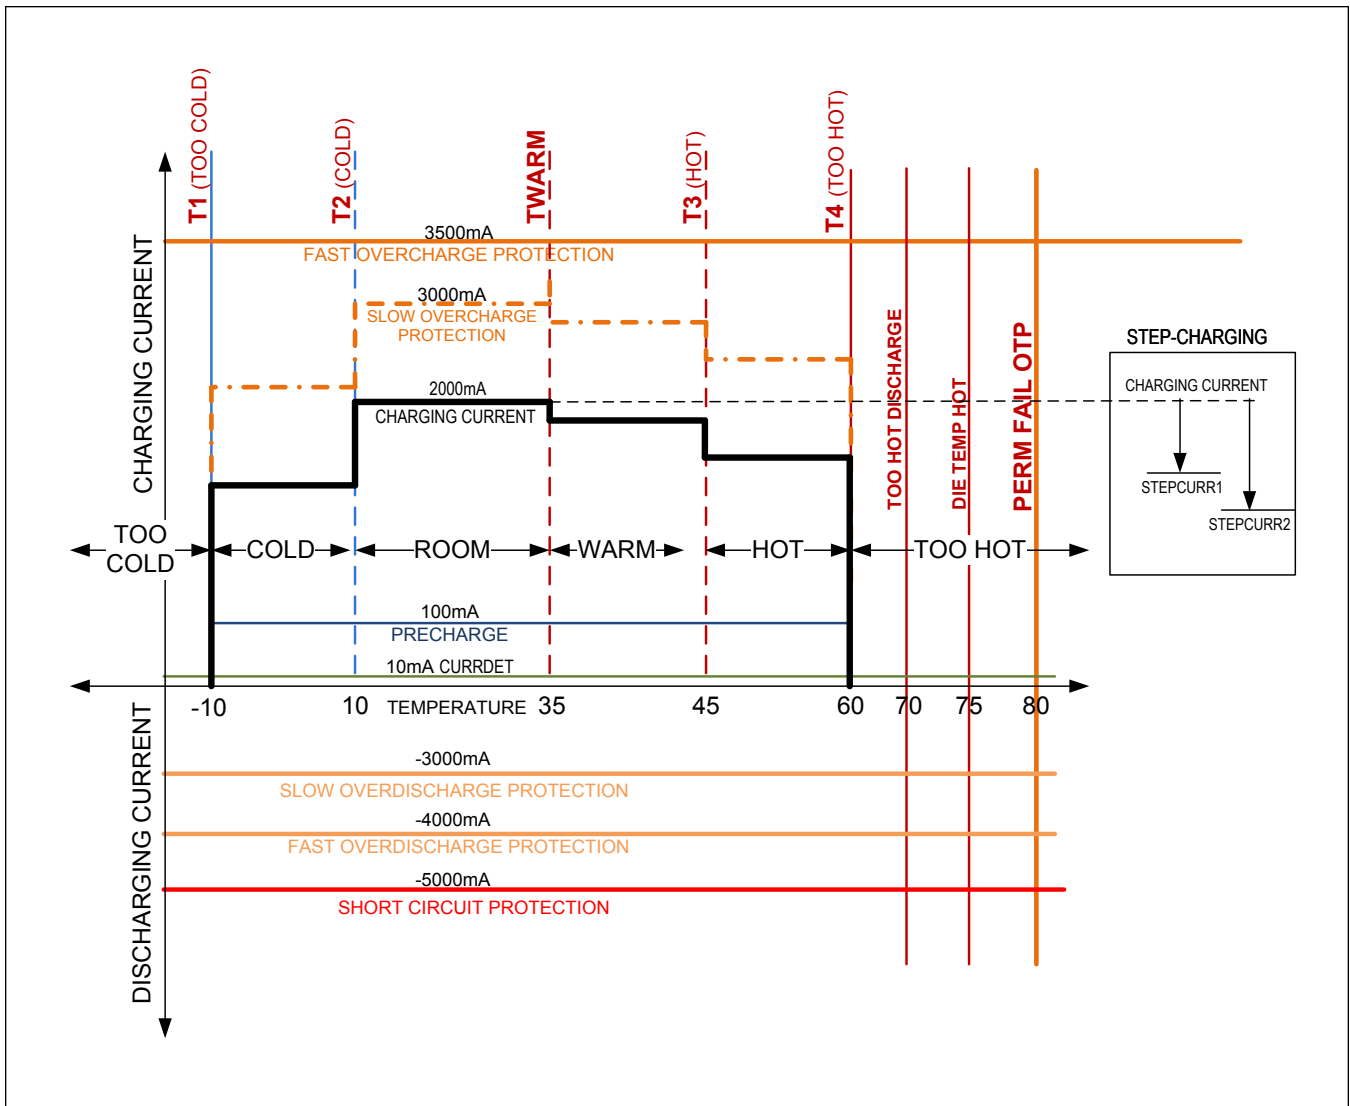 T1 (TOO COLD)
T2 (COLD)
TWARM
T3 (HOT)
T4 (TOO HOT)
CHARGING CURRENT
3500mA
FAST OVERCHARGE PROTECTION
3000mA
SLOW OVERCHARGE
PROTECTION
2000mA
CHARGING CURRENT
TOO HOT DISCHARGE
DIE TEMP HOT
PERM FAIL OTP
STEP-CHARGING
CHARGING CURRENT
STEPCURR1
STEPCURR2
TOO
COLD
COLD
ROOM
WARM
HOT
TOO HOT
100mA
PRECHARGE
10mA CURRDET
-10
10
TEMPERATURE
35
45
60
70
75
80
DISCHARGING CURRENT
-3000mA
SLOW OVERDISCHARGE PROTECTION
-4000mA
FAST OVERDISCHARGE PROTECTION
-5000mA
SHORT CIRCUIT PROTECTION